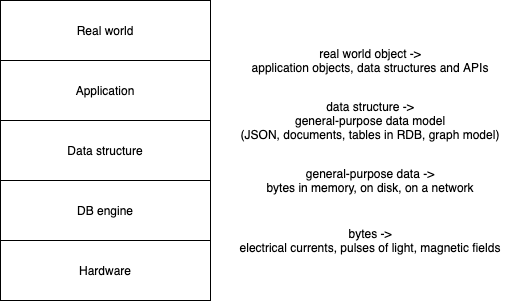 Real world
real world object ->
application objects, data structures and APIs
Application
data structure ->
general-purpose data model
(JSON, documents, tables in RDB, graph model)
Data structure
general-purpose data ->
bytes in memory, on disk, on a network
DB engine
bytes ->
electrical currents, pulses of light, magnetic fields
Hardware